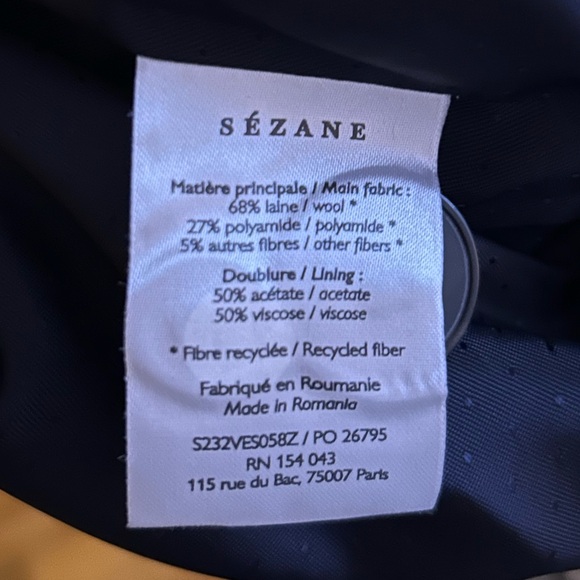 SÉZANE
Matière principale / Main fabric :
68% laine / wool *
27% polyamide / polyamide *
5% autres fibres / other fibers *
Doublure / Lining :
50% acétate / acetate
50% viscose / viscose
* Fibre recyclée / Recycled fiber
Fabriqué en Roumanie
Made in Romania
S232VES058Z / PO 26795
RN 154 043
115 rue du Bac, 75007 Paris